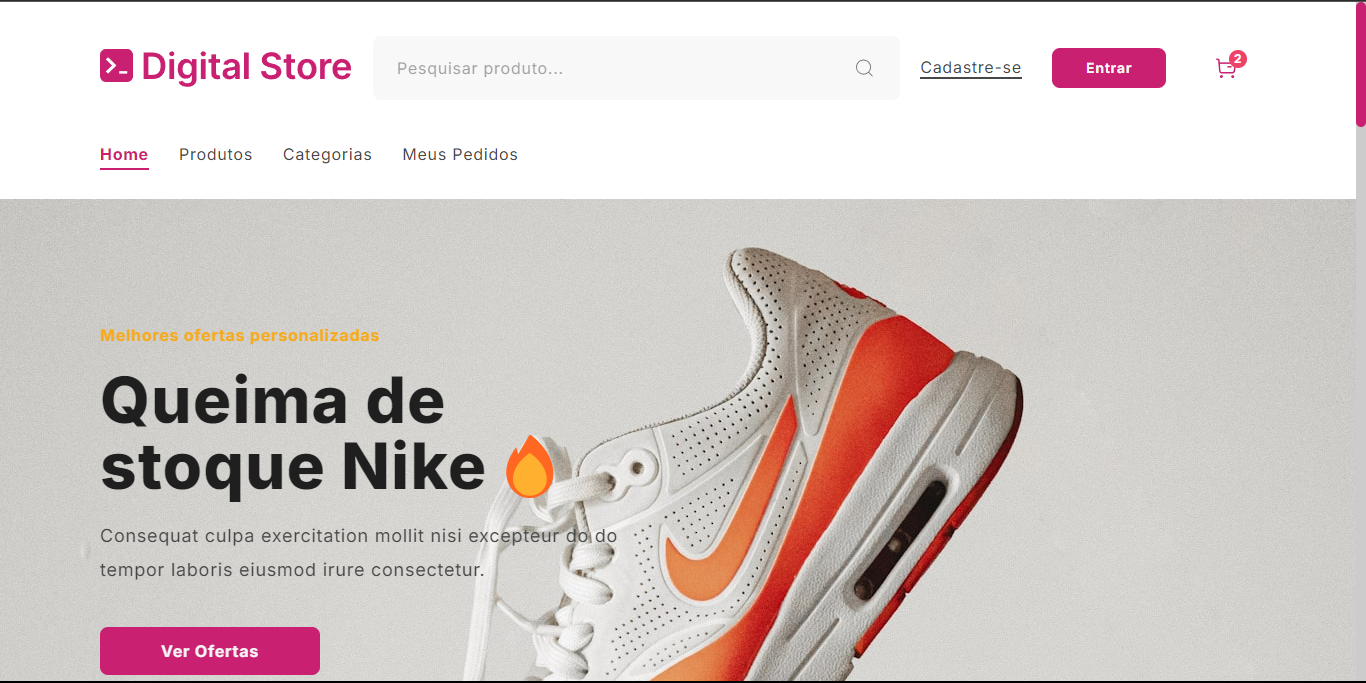 Digital Store
Pesquisar produto...
Cadastre-se
Entrar
2
Home
Produtos
Categorias
Meus Pedidos
Melhores ofertas personalizadas
Queima de
stoque Nike 🔥
Consequat culpa exercitation mollit nisi excepteur do do
tempor laboris eiusmod irure consectetur.
Ver Ofertas